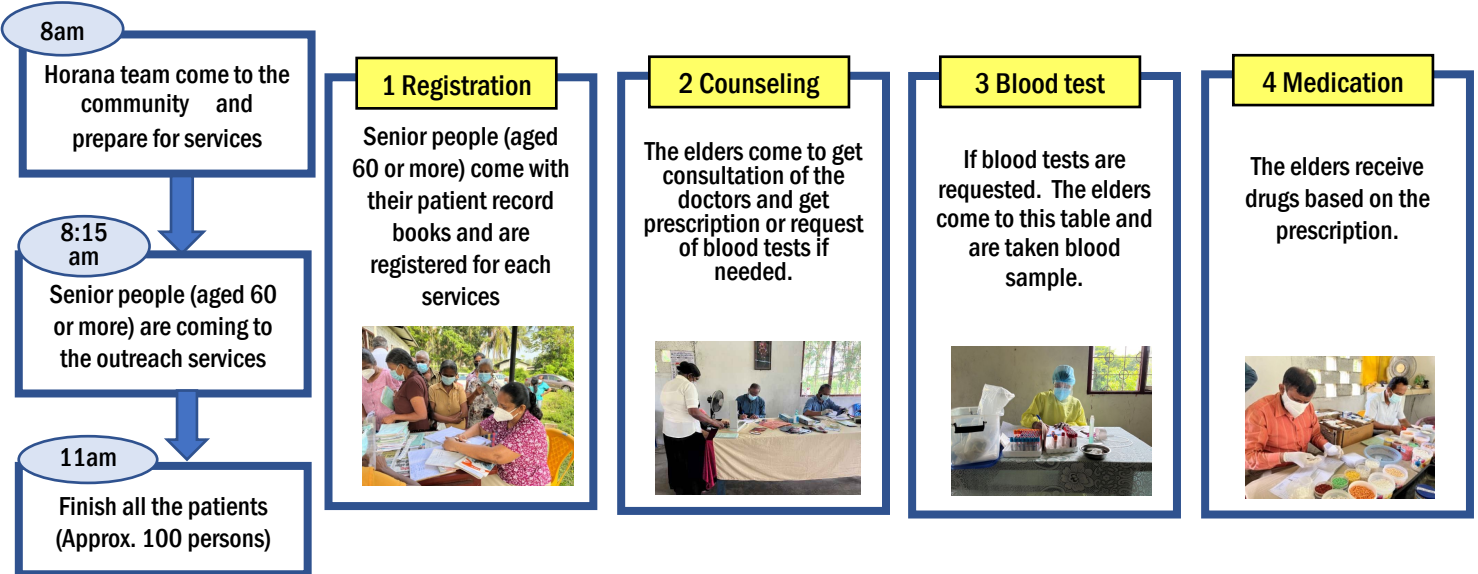 8am
Horana team come to the
community and
prepare for services
8:15
am
Senior people (aged 60
or more) are coming to
the outreach services
11am
Finish all the patients
(Approx. 100 persons)
1 Registration
Senior people (aged
60 or more) come with
their patient record
books and are
registered for each
services
2 Counseling
The elders come to get
consultation of the
doctors and get
prescription or request
of blood tests if
needed.
3 Blood test
If blood tests are
requested. The elders
come to this table and
are taken blood
sample.
4 Medication
The elders receive
drugs based on the
prescription.